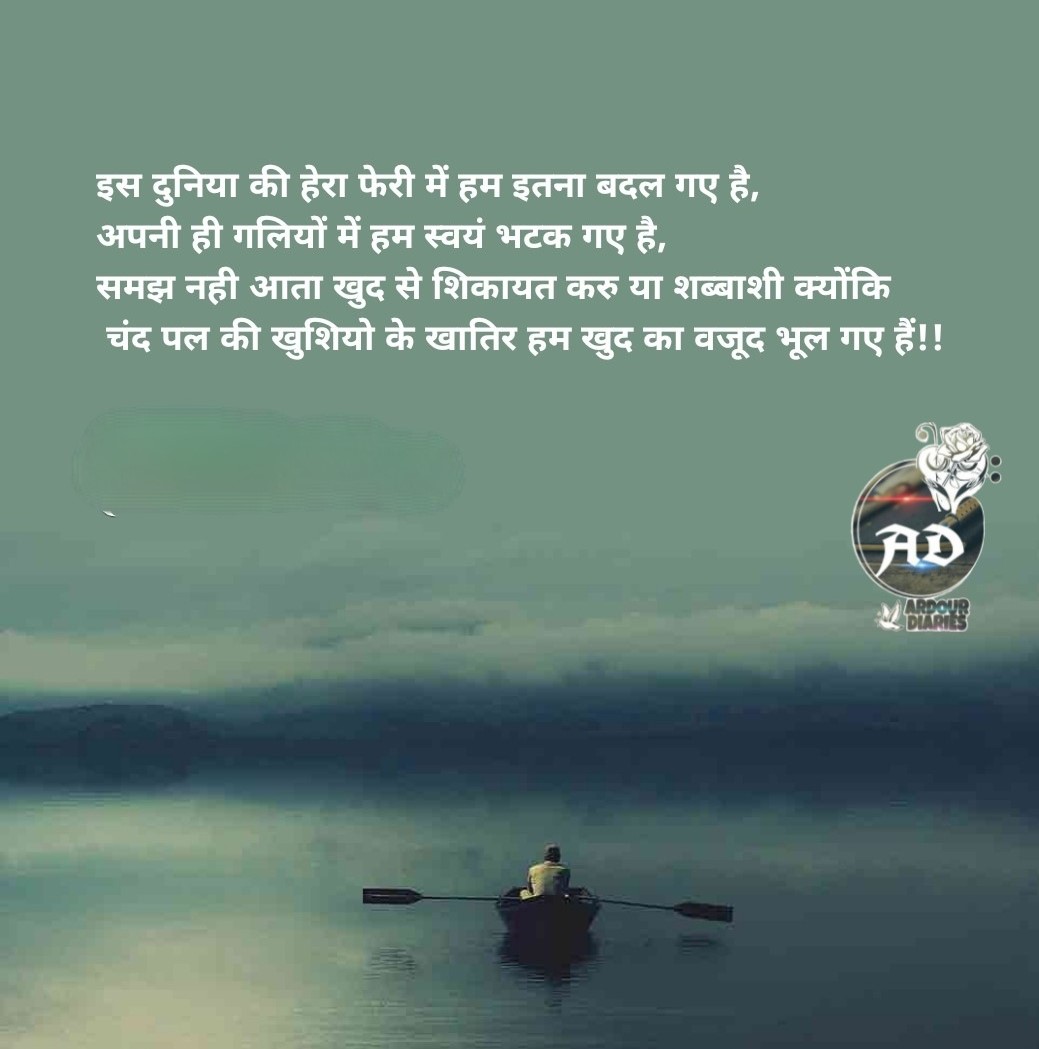 इस दुनिया की हेरा फेरी में हम इतना बदल गए है,
अपनी ही गलियों में हम स्वयं भटक गए है,
समझ नही आता खुद से शिकायत करु या शब्बाशी क्योंकि
चंद पल की खुशियो के खातिर हम खुद का वजूद भूल गए हैं!!
AD
ARDOUR
DIARIES